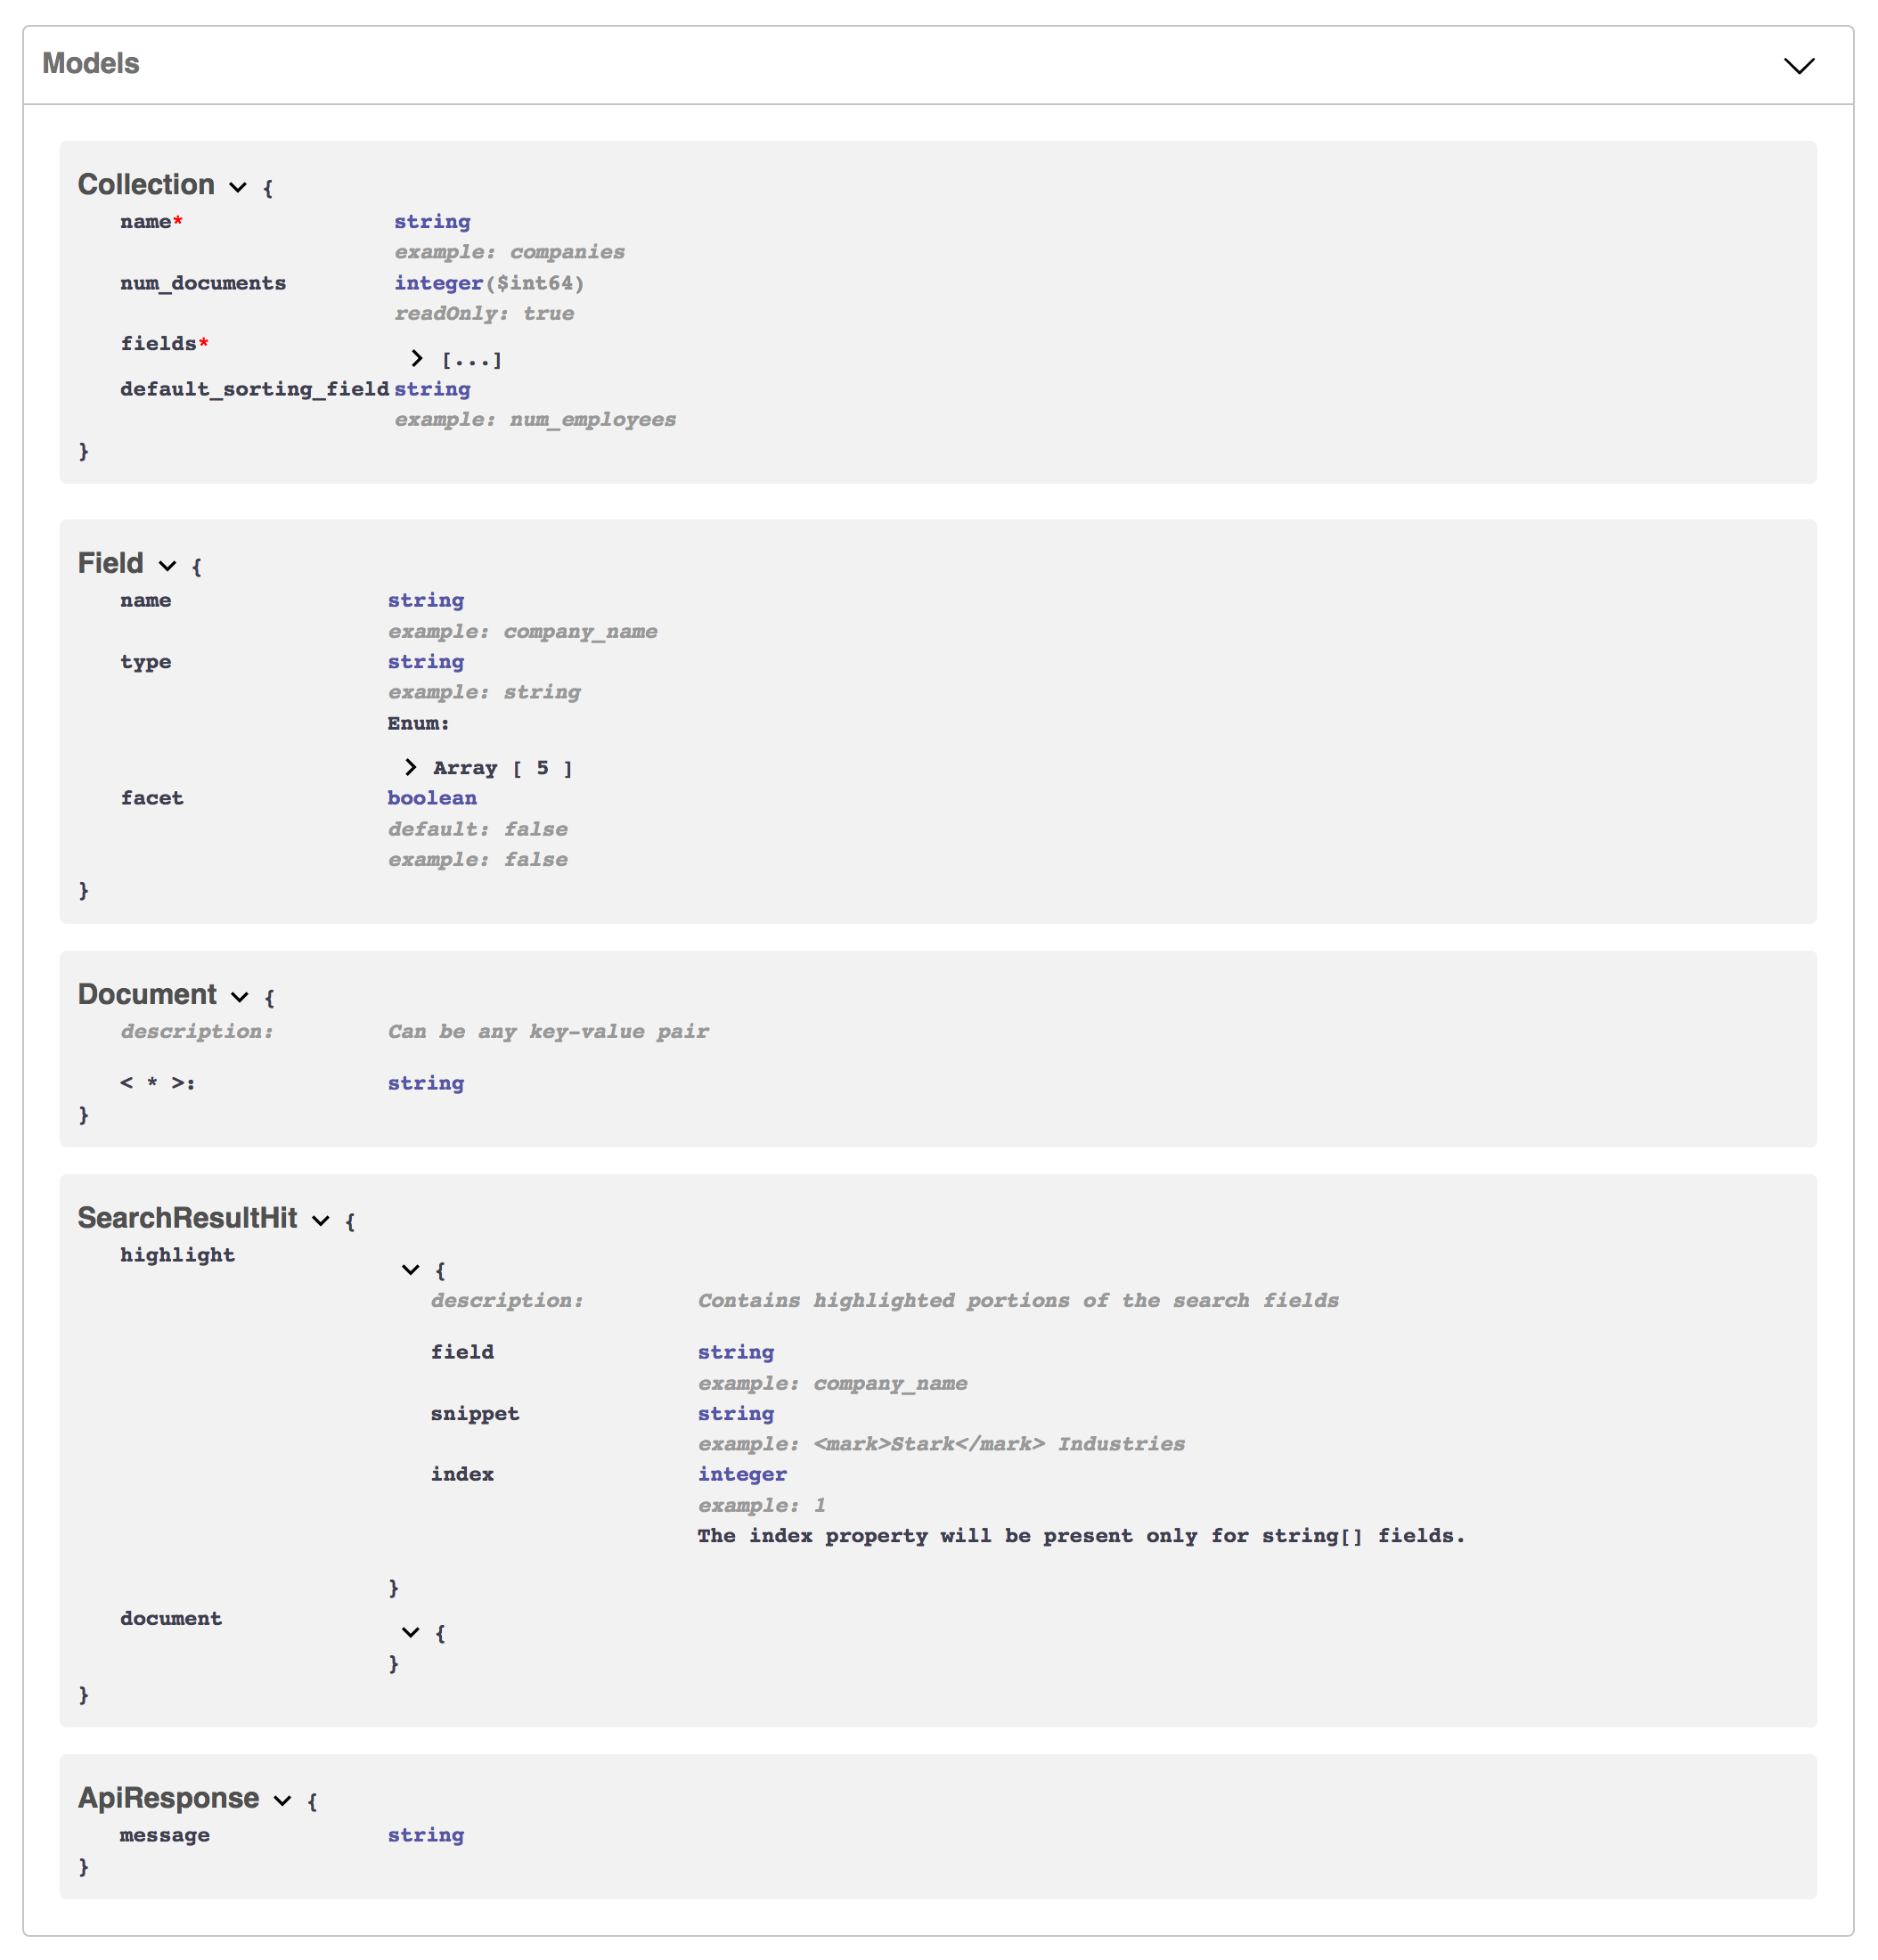 Models
Collection {
name* string
example: companies
num_documents integer($int64)
readOnly: true
fields*
[...]
default_sorting_field string
example: num_employees
}
Field {
name string
example: company_name
type string
example: string
Enum:
Array [ 5 ]
facet boolean
default: false
example: false
}
Document {
description: Can be any key-value pair
< * >: string
}
SearchResultHit {
highlight
{
description: Contains highlighted portions of the search fields
field string
example: company_name
snippet string
example: <mark>Stark</mark> Industries
index integer
example: 1
The index property will be present only for string[] fields.
}
document
{
}
}
ApiResponse {
message string
}